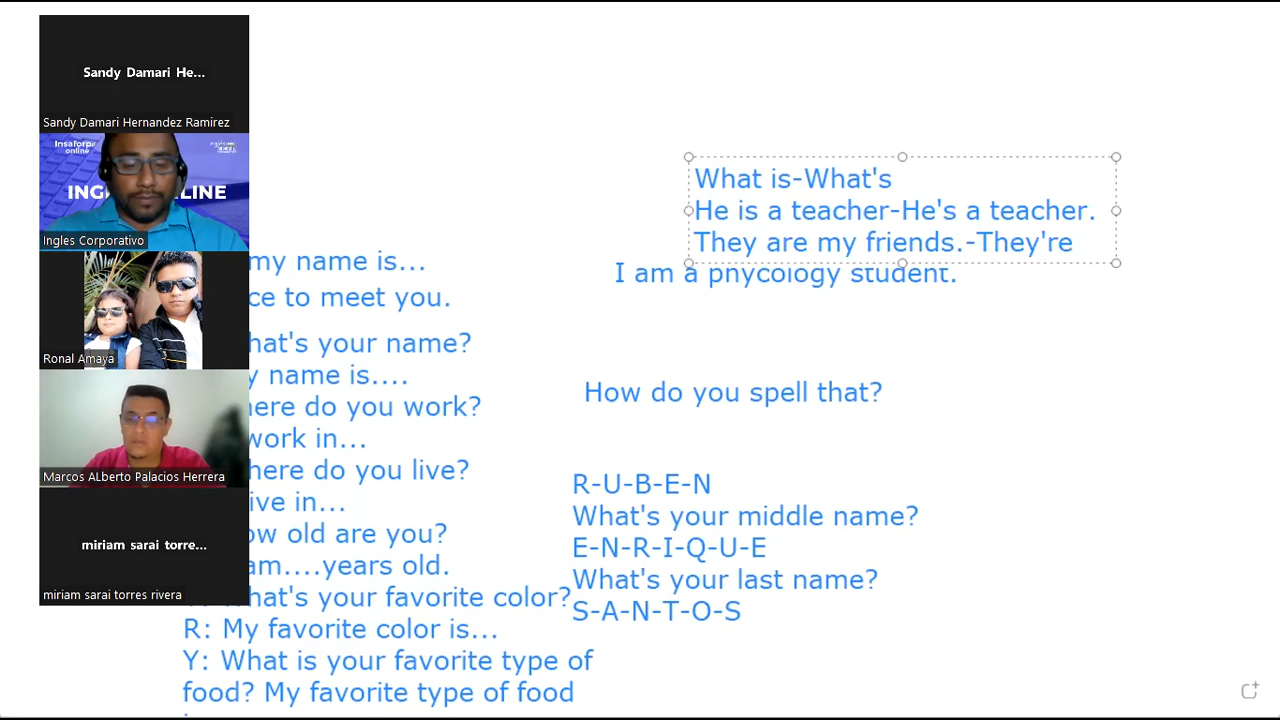 Sandy Damari He...
Sandy Damari Hernandez Ramirez
Insaforp
online
Ingles Corporativo
Ronal Amaya
Marcos ALberto Palacios Herrera
miriam sarai torre...
miriam sarai torres rivera
What is-What's
He is a teacher-He's a teacher.
They are my friends.-They're
I am a phycology student.
my name is...
ce to meet you.
hat's your name?
y name is....
here do you work?
work in...
here do you live?
ive in...
ow old are you?
am....years old.
hat's your favorite color?
R: My favorite color is...
Y: What is your favorite type of
food? My favorite type of food
How do you spell that?
R-U-B-E-N
What's your middle name?
E-N-R-I-Q-U-E
What's your last name?
S-A-N-T-O-S